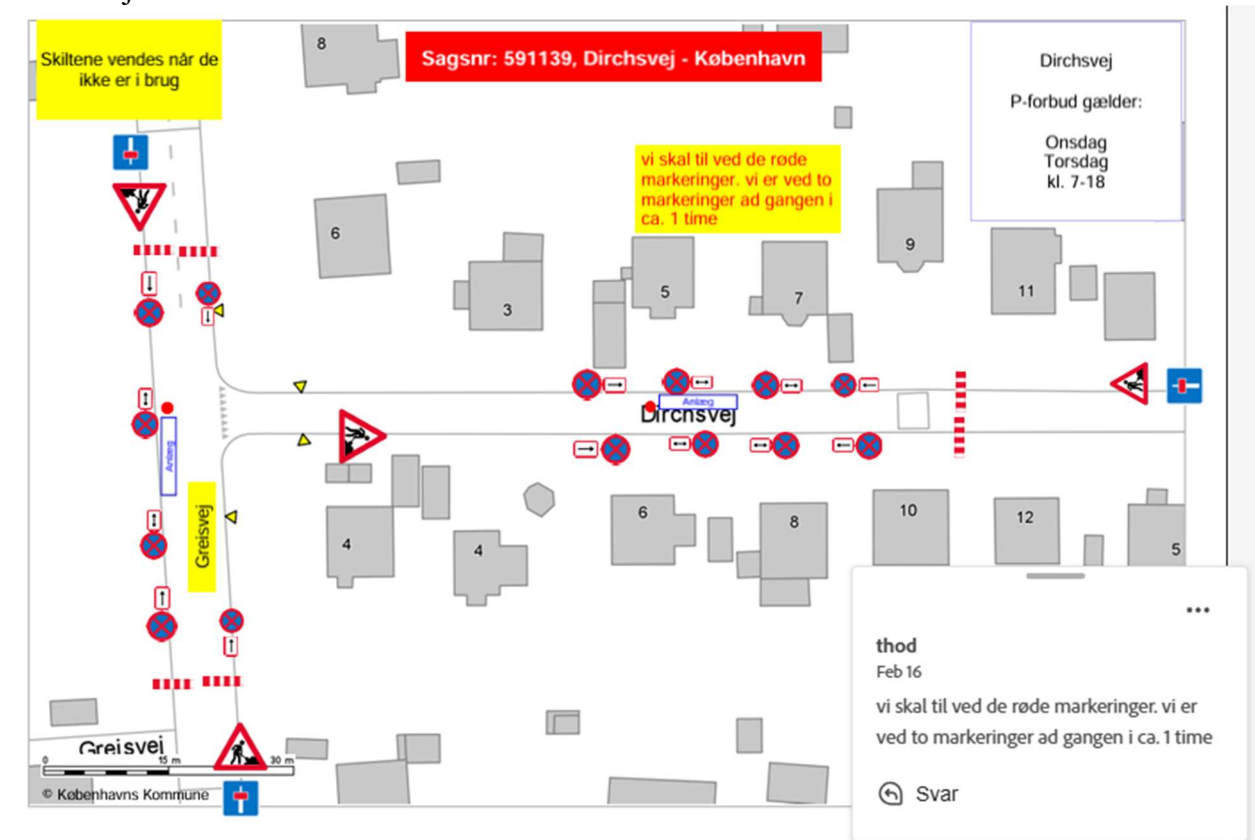 Skiltene vendes når de
ikke er i brug
8
Sagsnr: 591139, Dirchsvej - København
Dirchsvej
P-forbud gælder:
Onsdag
Torsdag
kl. 7-18
vi skal til ved de røde
markeringer. vi er ved to
markeringer ad gangen i
ca. 1 time
6
3
5
7
9
11
Anlæg
Dirchsvej
Anlæg
Greisvej
4
4
6
8
10
12
5
Greisvej
0 15 m 30 m
© Københavns Kommune
thod
Feb 16
vi skal til ved de røde markeringer. vi er
ved to markeringer ad gangen i ca. 1 time
Svar